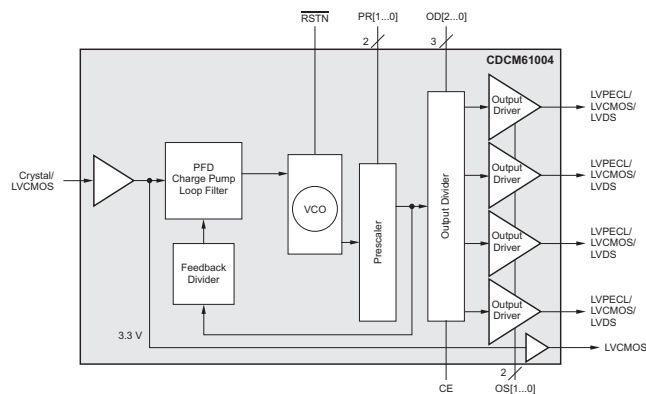 RSTN PR[1...0] OD[2...0]
2 3
CDCM61004
Crystal/
LVCMOS
PFD
Charge Pump
Loop Filter
VCO
Feedback
Divider
Prescaler
Output Divider
Output
Driver
LVPECL/
LVCMOS/
LVDS
Output
Driver
LVPECL/
LVCMOS/
LVDS
Output
Driver
LVPECL/
LVCMOS/
LVDS
Output
Driver
LVPECL/
LVCMOS/
LVDS
3.3 V
LVCMOS
2
CE OS[1...0]